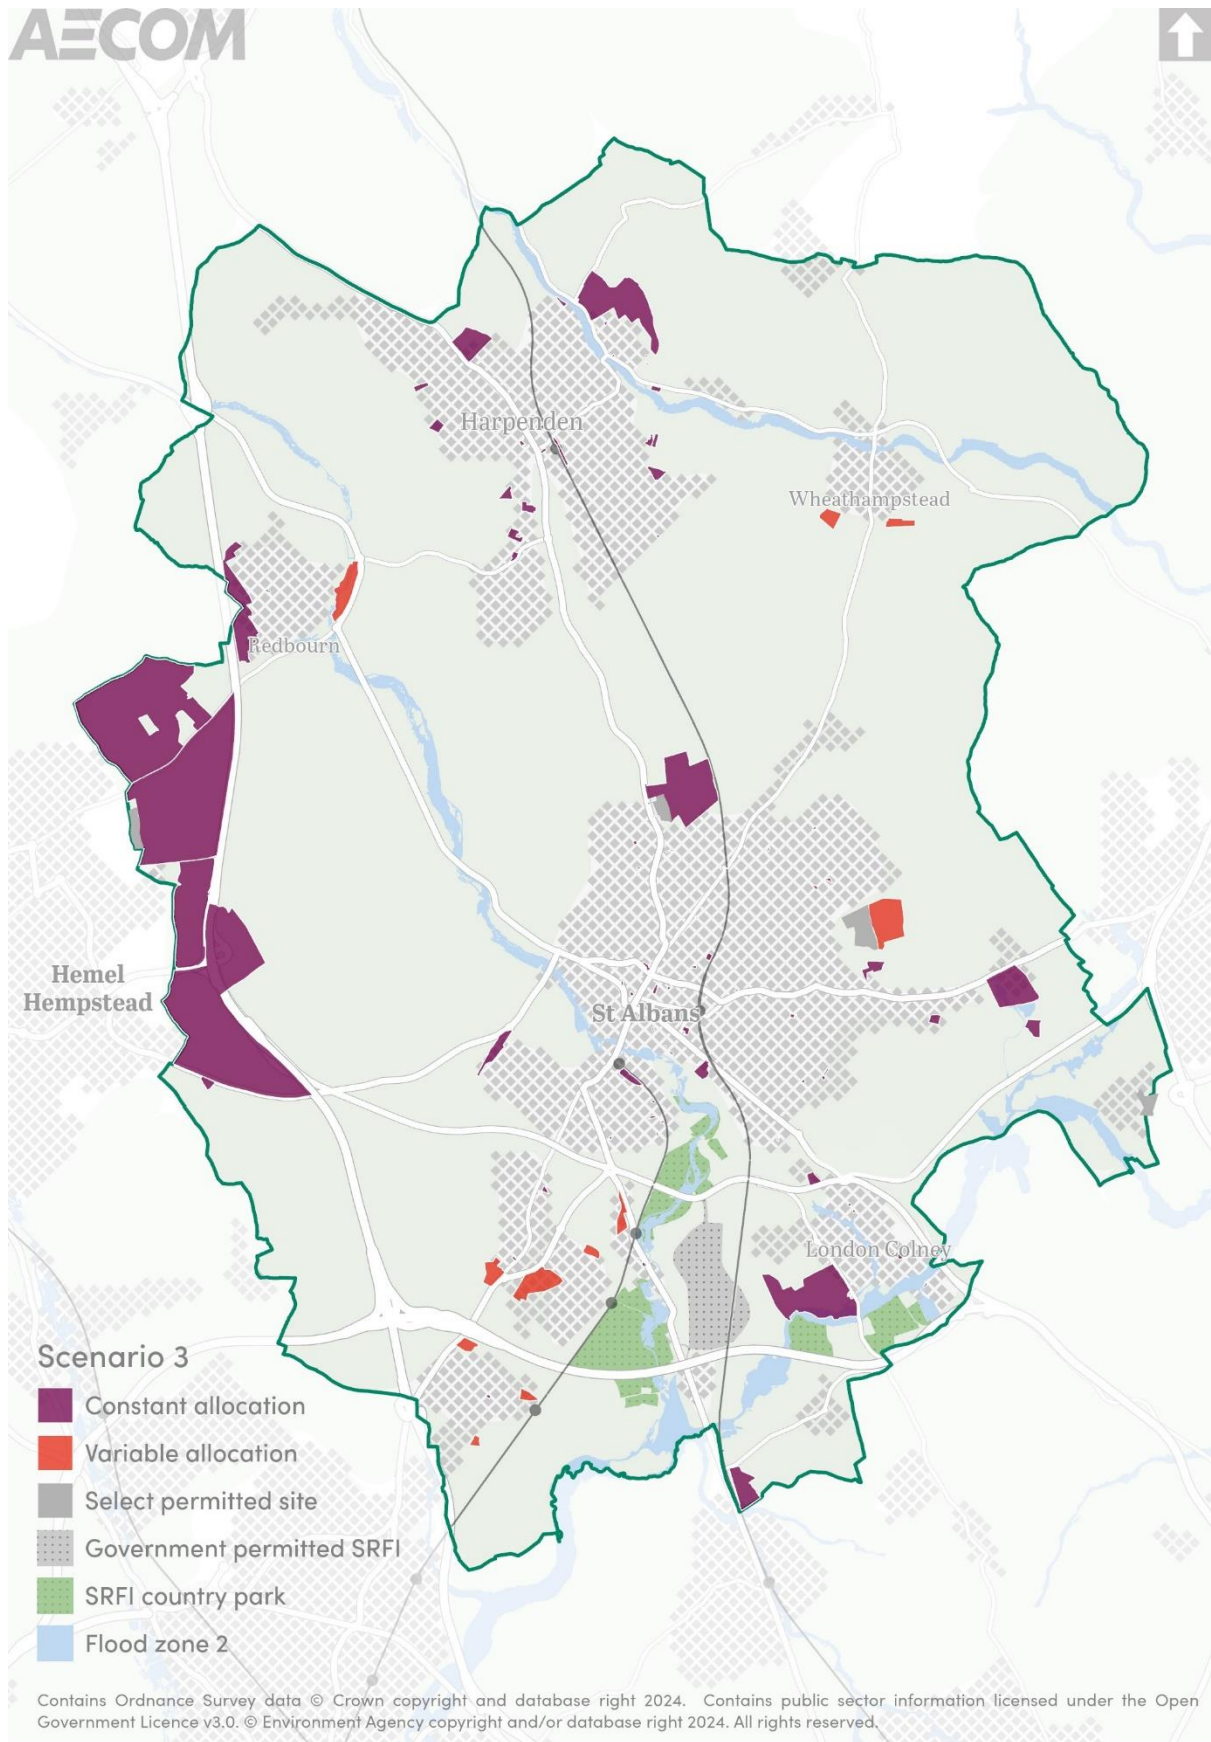 AECOM
Harpenden
Wheathampstead
Redbourn
Hemel
Hempstead
St Albans
London Colney
Scenario 3
Constant allocation
Variable allocation
Select permitted site
Government permitted SRFI
SRFI country park
Flood zone 2
Contains Ordnance Survey data © Crown copyright and database right 2024. Contains public sector information licensed under the Open
Government Licence v3.0. © Environment Agency copyright and/or database right 2024. All rights reserved.